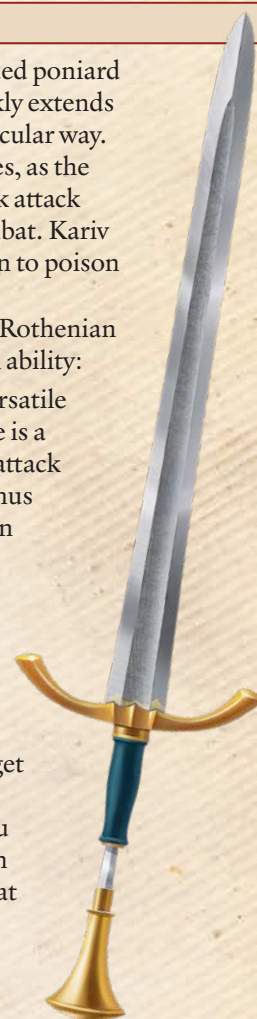 ed poniard
kly extends
cular way.
es, as the
k attack
bat. Kariv
n to poison
Rothenian
ability:
rsatile
e is a
attack
nus
n
get
u
n
at